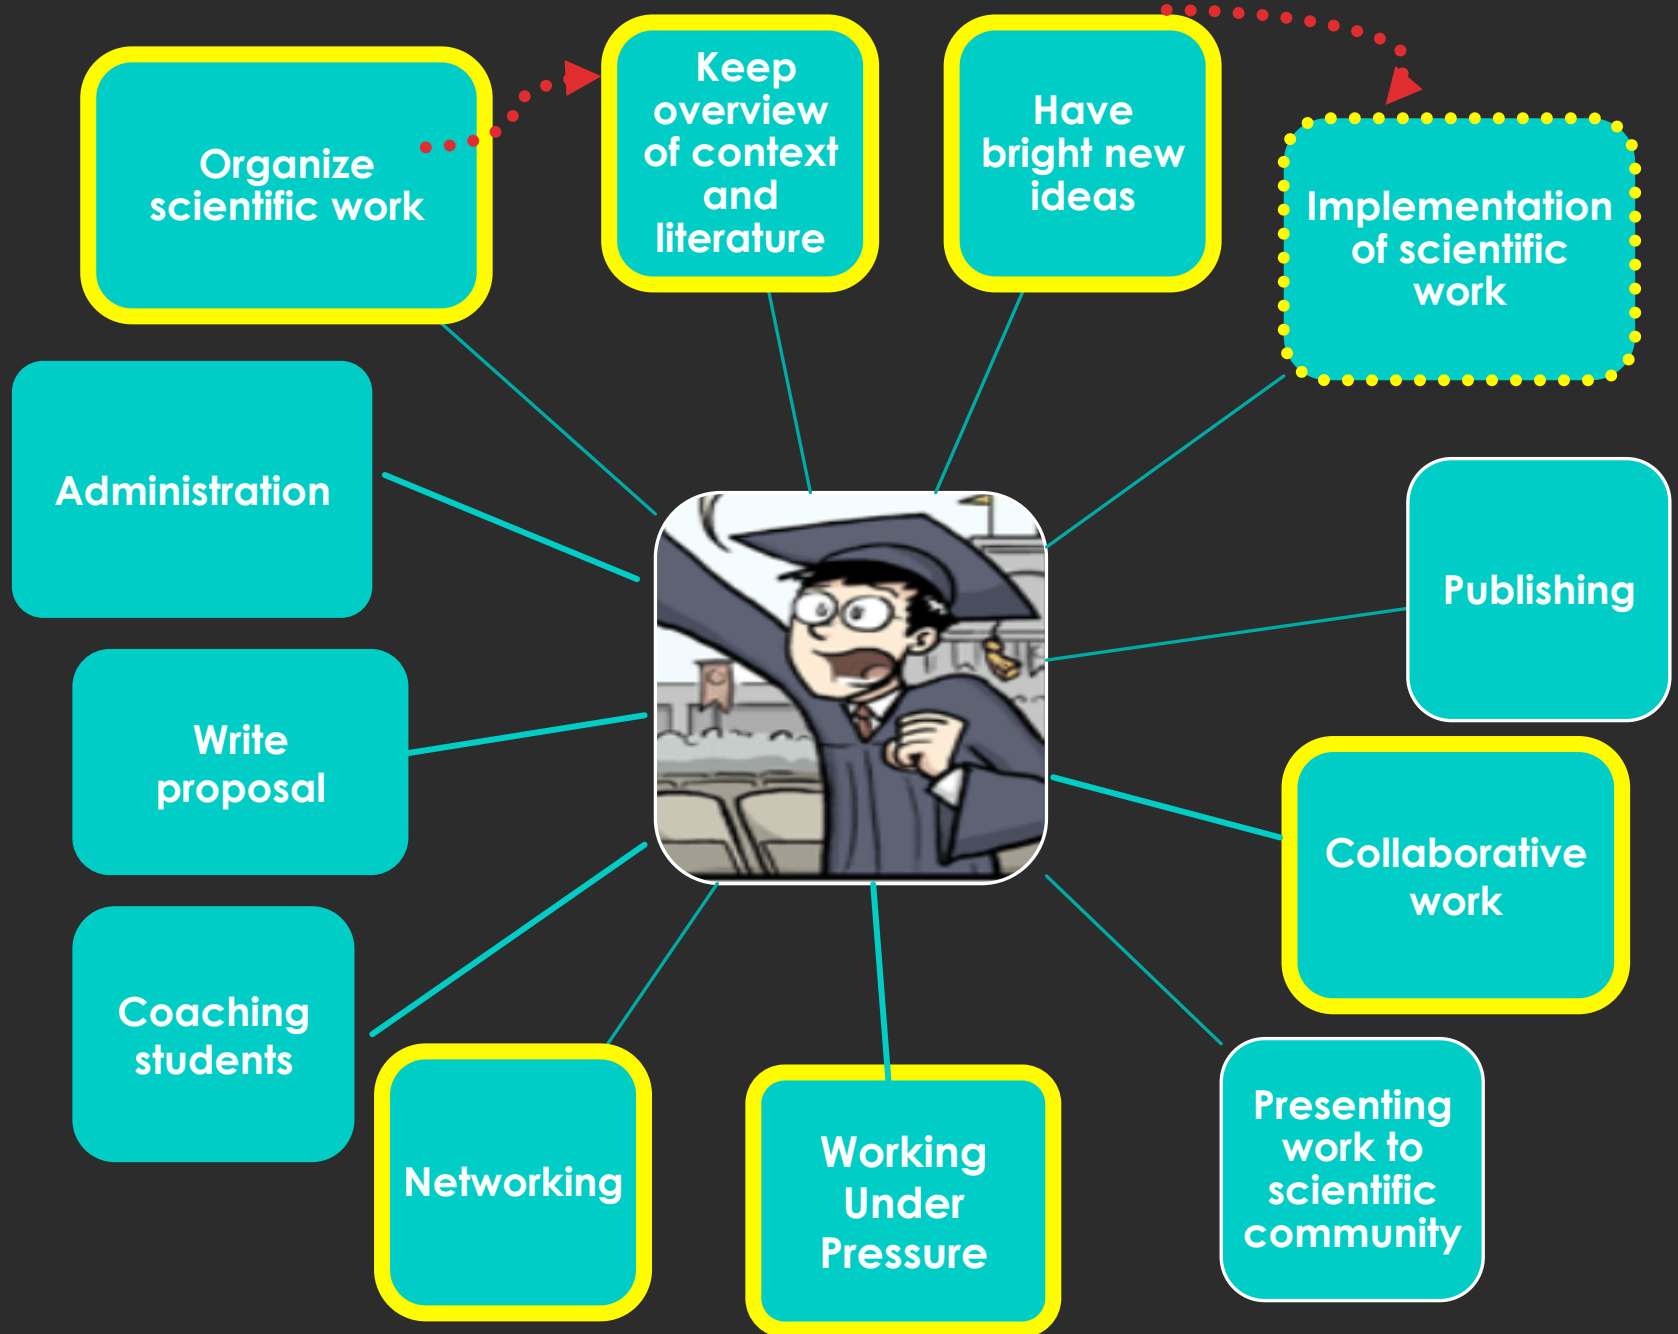 Organize
scientific work
Keep
overview
of context
and
literature
Have
bright new
ideas
Implementation
of scientific
work
Administration
Publishing
Write
proposal
Collaborative
work
Coaching
students
Networking
Working
Under
Pressure
Presenting
work to
scientific
community